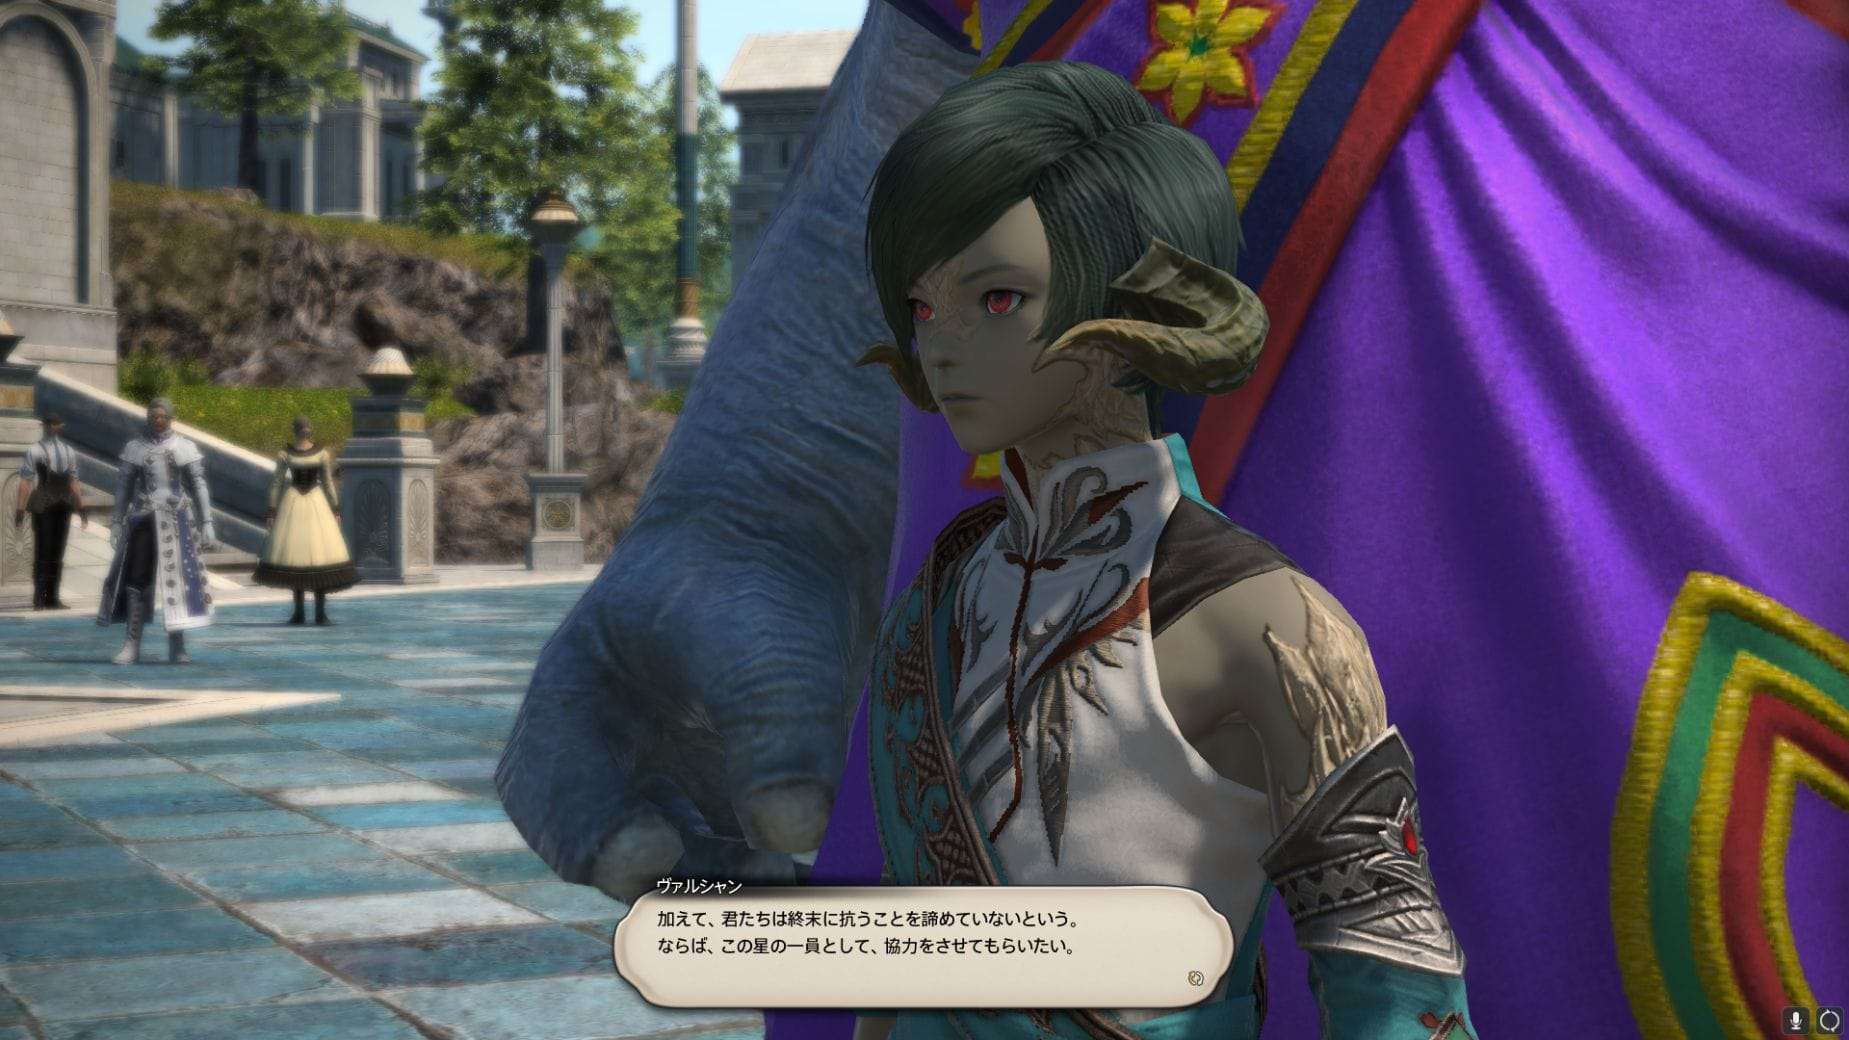 ヴァルシャン
加えて、君たちは終末に抗うことを諦めていないという。
ならば、この星の一員として、協力をさせてもらいたい。